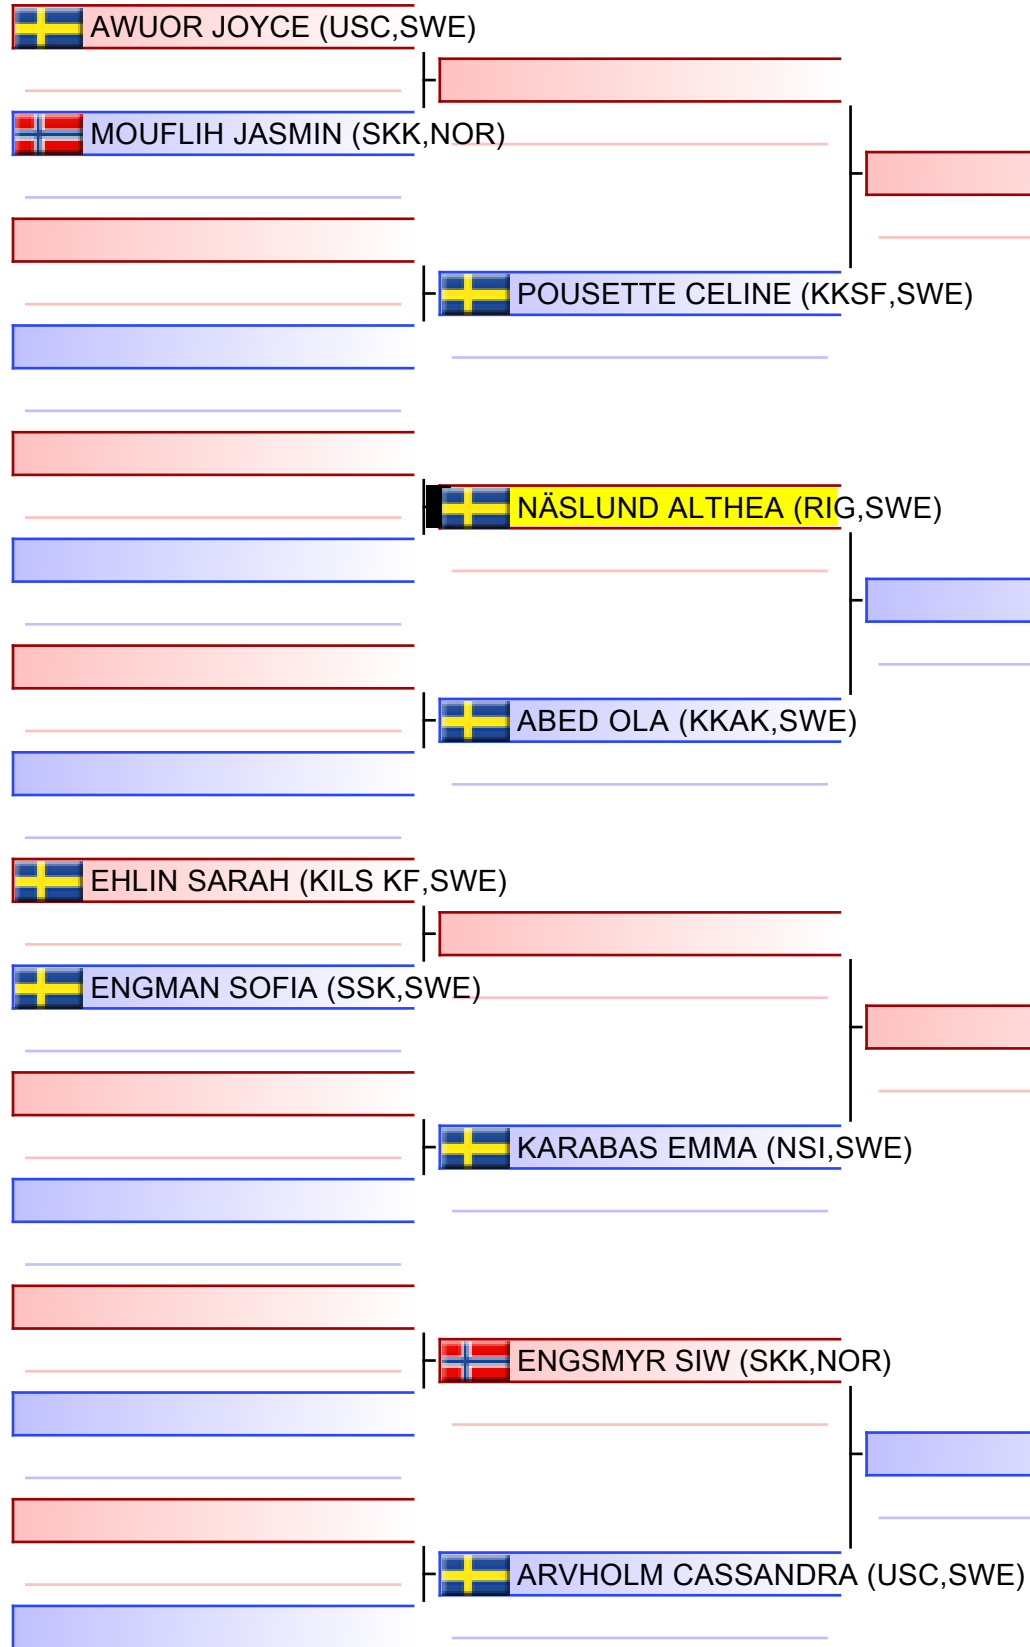 AWUOR JOYCE (USC,SWE)
MOUFLIH JASMIN (SKK,NOR)
POUSETTE CELINE (KKSF,SWE)
NÄSLUND ALTHEA (RIG,SWE)
ABED OLA (KKAK,SWE)
EHLIN SARAH (KILS KF,SWE)
ENGMAN SOFIA (SSK,SWE)
KARABAS EMMA (NSI,SWE)
ENGSMYR SIW (SKK,NOR)
ARVHOLM CASSANDRA (USC,SWE)